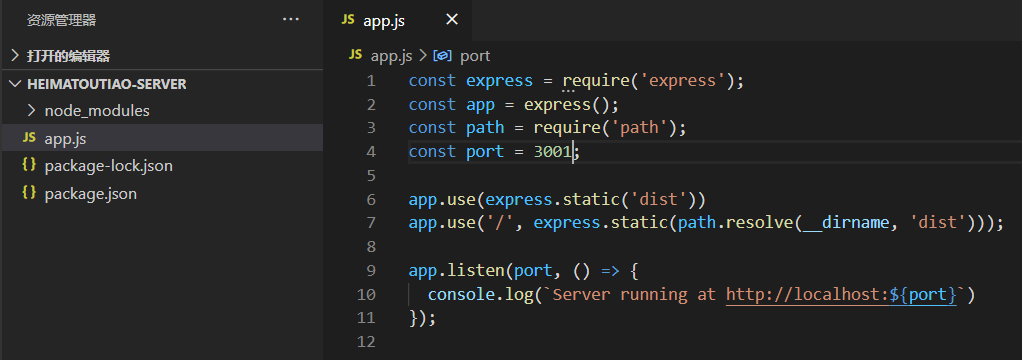 资源管理器 ···
打开的编辑器
HEIMATOUTIAO-SERVER
node_modules
JS app.js
{} package-lock.json
{} package.json
JS app.js ×
JS app.js > port
1 const express = require('express');
2 const app = express();
3 const path = require('path');
4 const port = 3001;
5
6 app.use(express.static('dist'))
7 app.use('/', express.static(path.resolve(__dirname, 'dist')));
8
9 app.listen(port, () => {
10   console.log(`Server running at http://localhost:${port}`)
11 });
12